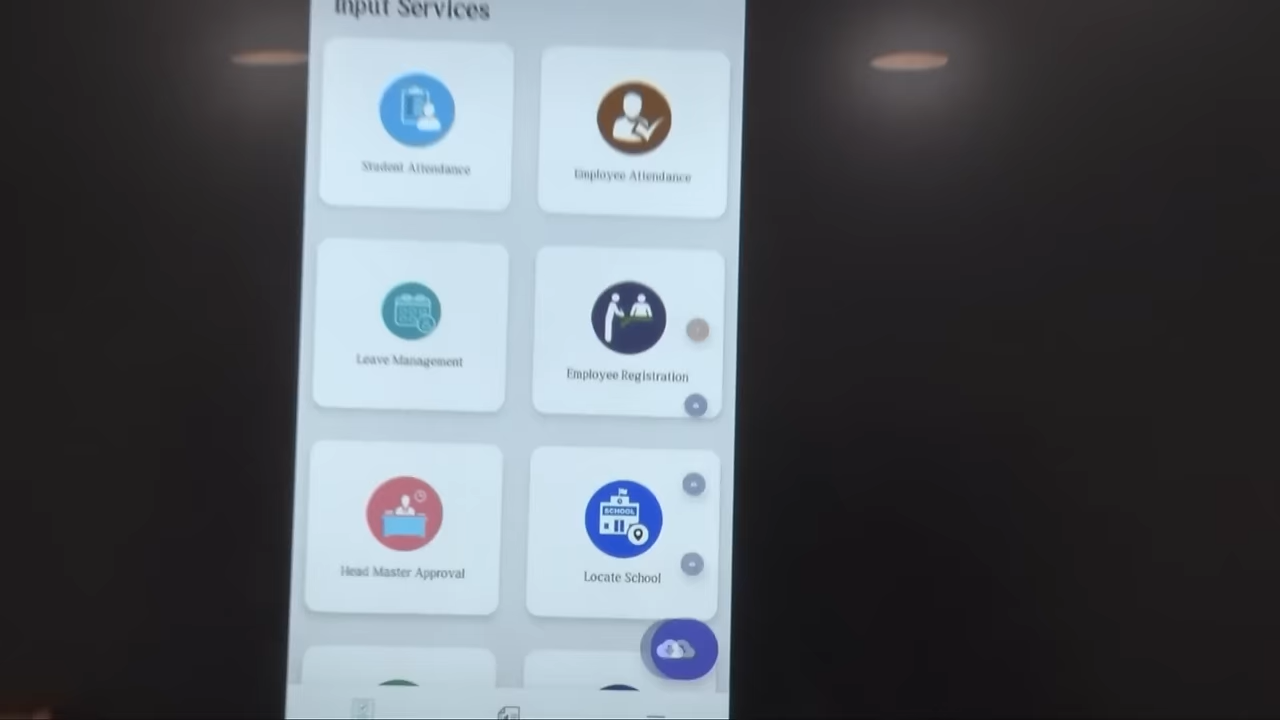 Input Services
Student Attendance
Employee Attendance
Leave Management
Employee Registration
SCHOOL
Head Master Approval
Locate School